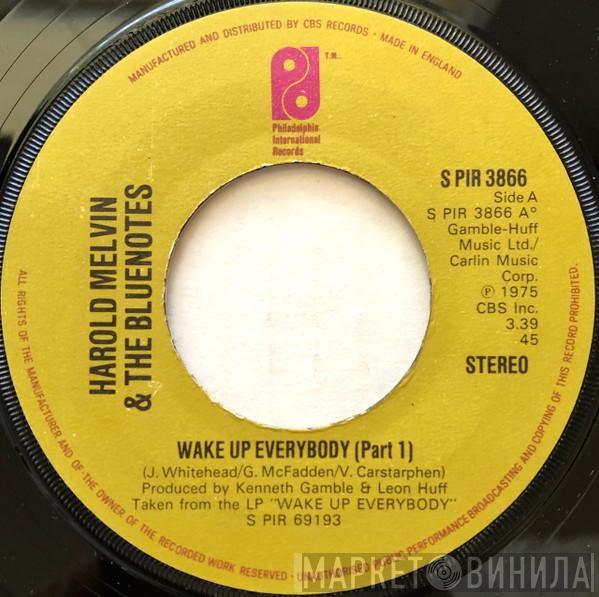 MANUFACTURED AND DISTRIBUTED BY CBS RECORDS · MADE IN ENGLAND
T.M.
Philadelphia
International
Records
HAROLD MELVIN
& THE BLUENOTES
S PIR 3866
Side A
S PIR 3866 A°
Gamble-Huff
Music Ltd./
Carlin Music
Corp.
℗ 1975
CBS Inc.
3.39
45
STEREO
WAKE UP EVERYBODY (Part 1)
(J. Whitehead/G. McFadden/V. Carstarphen)
Produced by Kenneth Gamble & Leon Huff
Taken from the LP "WAKE UP EVERYBODY"
S PIR 69193
ALL RIGHTS OF THE MANUFACTURER AND OF THE OWNER OF THE RECORDED WORK RESERVED · UNAUTHORISED PUBLIC PERFORMANCE BROADCASTING AND COPYING OF THIS RECORD PROHIBITED.
МАРКЕТ ВИНИЛА